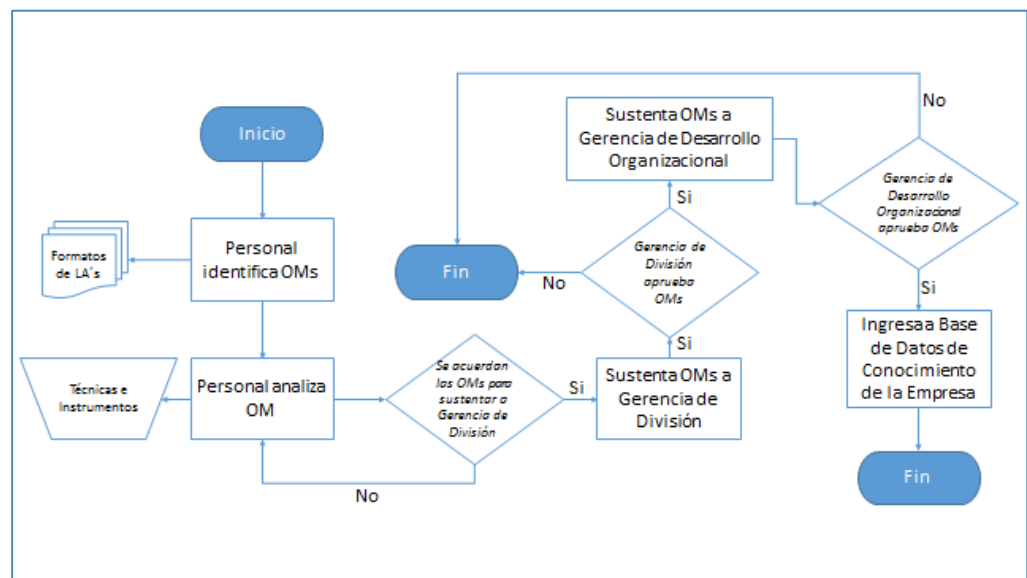 Inicio
Formatos
de LA´s
Personal
identifica OMs
Técnicas e
Instrumentos
Personal analiza
OM
Se acuerdan
las OMs para
sustentar a
Gerencia de
División
No
Si
Sustenta OMs a
Gerencia de
División
Si
Gerencia de
División
aprueba
OMs
No
Fin
Si
Sustenta OMs a
Gerencia de Desarrollo
Organizacional
Gerencia de
Desarrollo
Organizacional
aprueba OMs
No
Si
Ingresa a Base
de Datos de
Conocimiento
de la Empresa
Fin